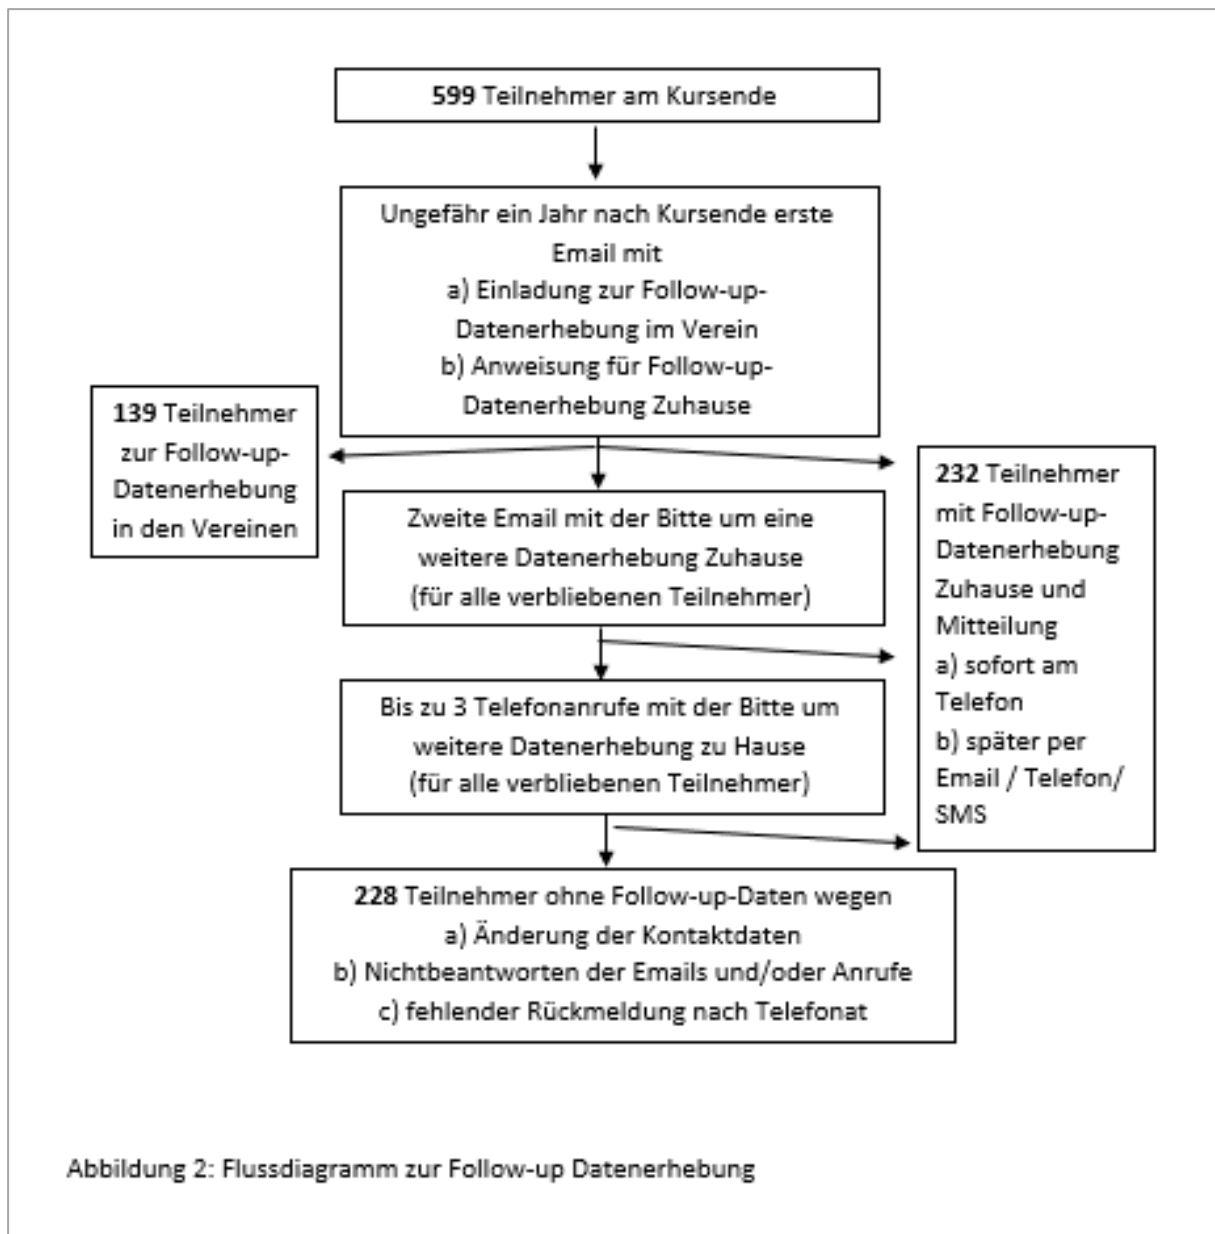 599 Teilnehmer am Kursende
Ungefähr ein Jahr nach Kursende erste
Email mit
a) Einladung zur Follow-up-
Datenerhebung im Verein
b) Anweisung für Follow-up-
Datenerhebung Zuhause
139 Teilnehmer
zur Follow-up-
Datenerhebung
in den Vereinen
232 Teilnehmer
mit Follow-up-
Datenerhebung
Zuhause und
Mitteilung
a) sofort am
Telefon
b) später per
Email / Telefon/
SMS
Zweite Email mit der Bitte um eine
weitere Datenerhebung Zuhause
(für alle verbliebenen Teilnehmer)
Bis zu 3 Telefonanrufe mit der Bitte um
weitere Datenerhebung zu Hause
(für alle verbliebenen Teilnehmer)
228 Teilnehmer ohne Follow-up-Daten wegen
a) Änderung der Kontaktdaten
b) Nichtbeantworten der Emails und/oder Anrufe
c) fehlender Rückmeldung nach Telefonat
Abbildung 2: Flussdiagramm zur Follow-up Datenerhebung